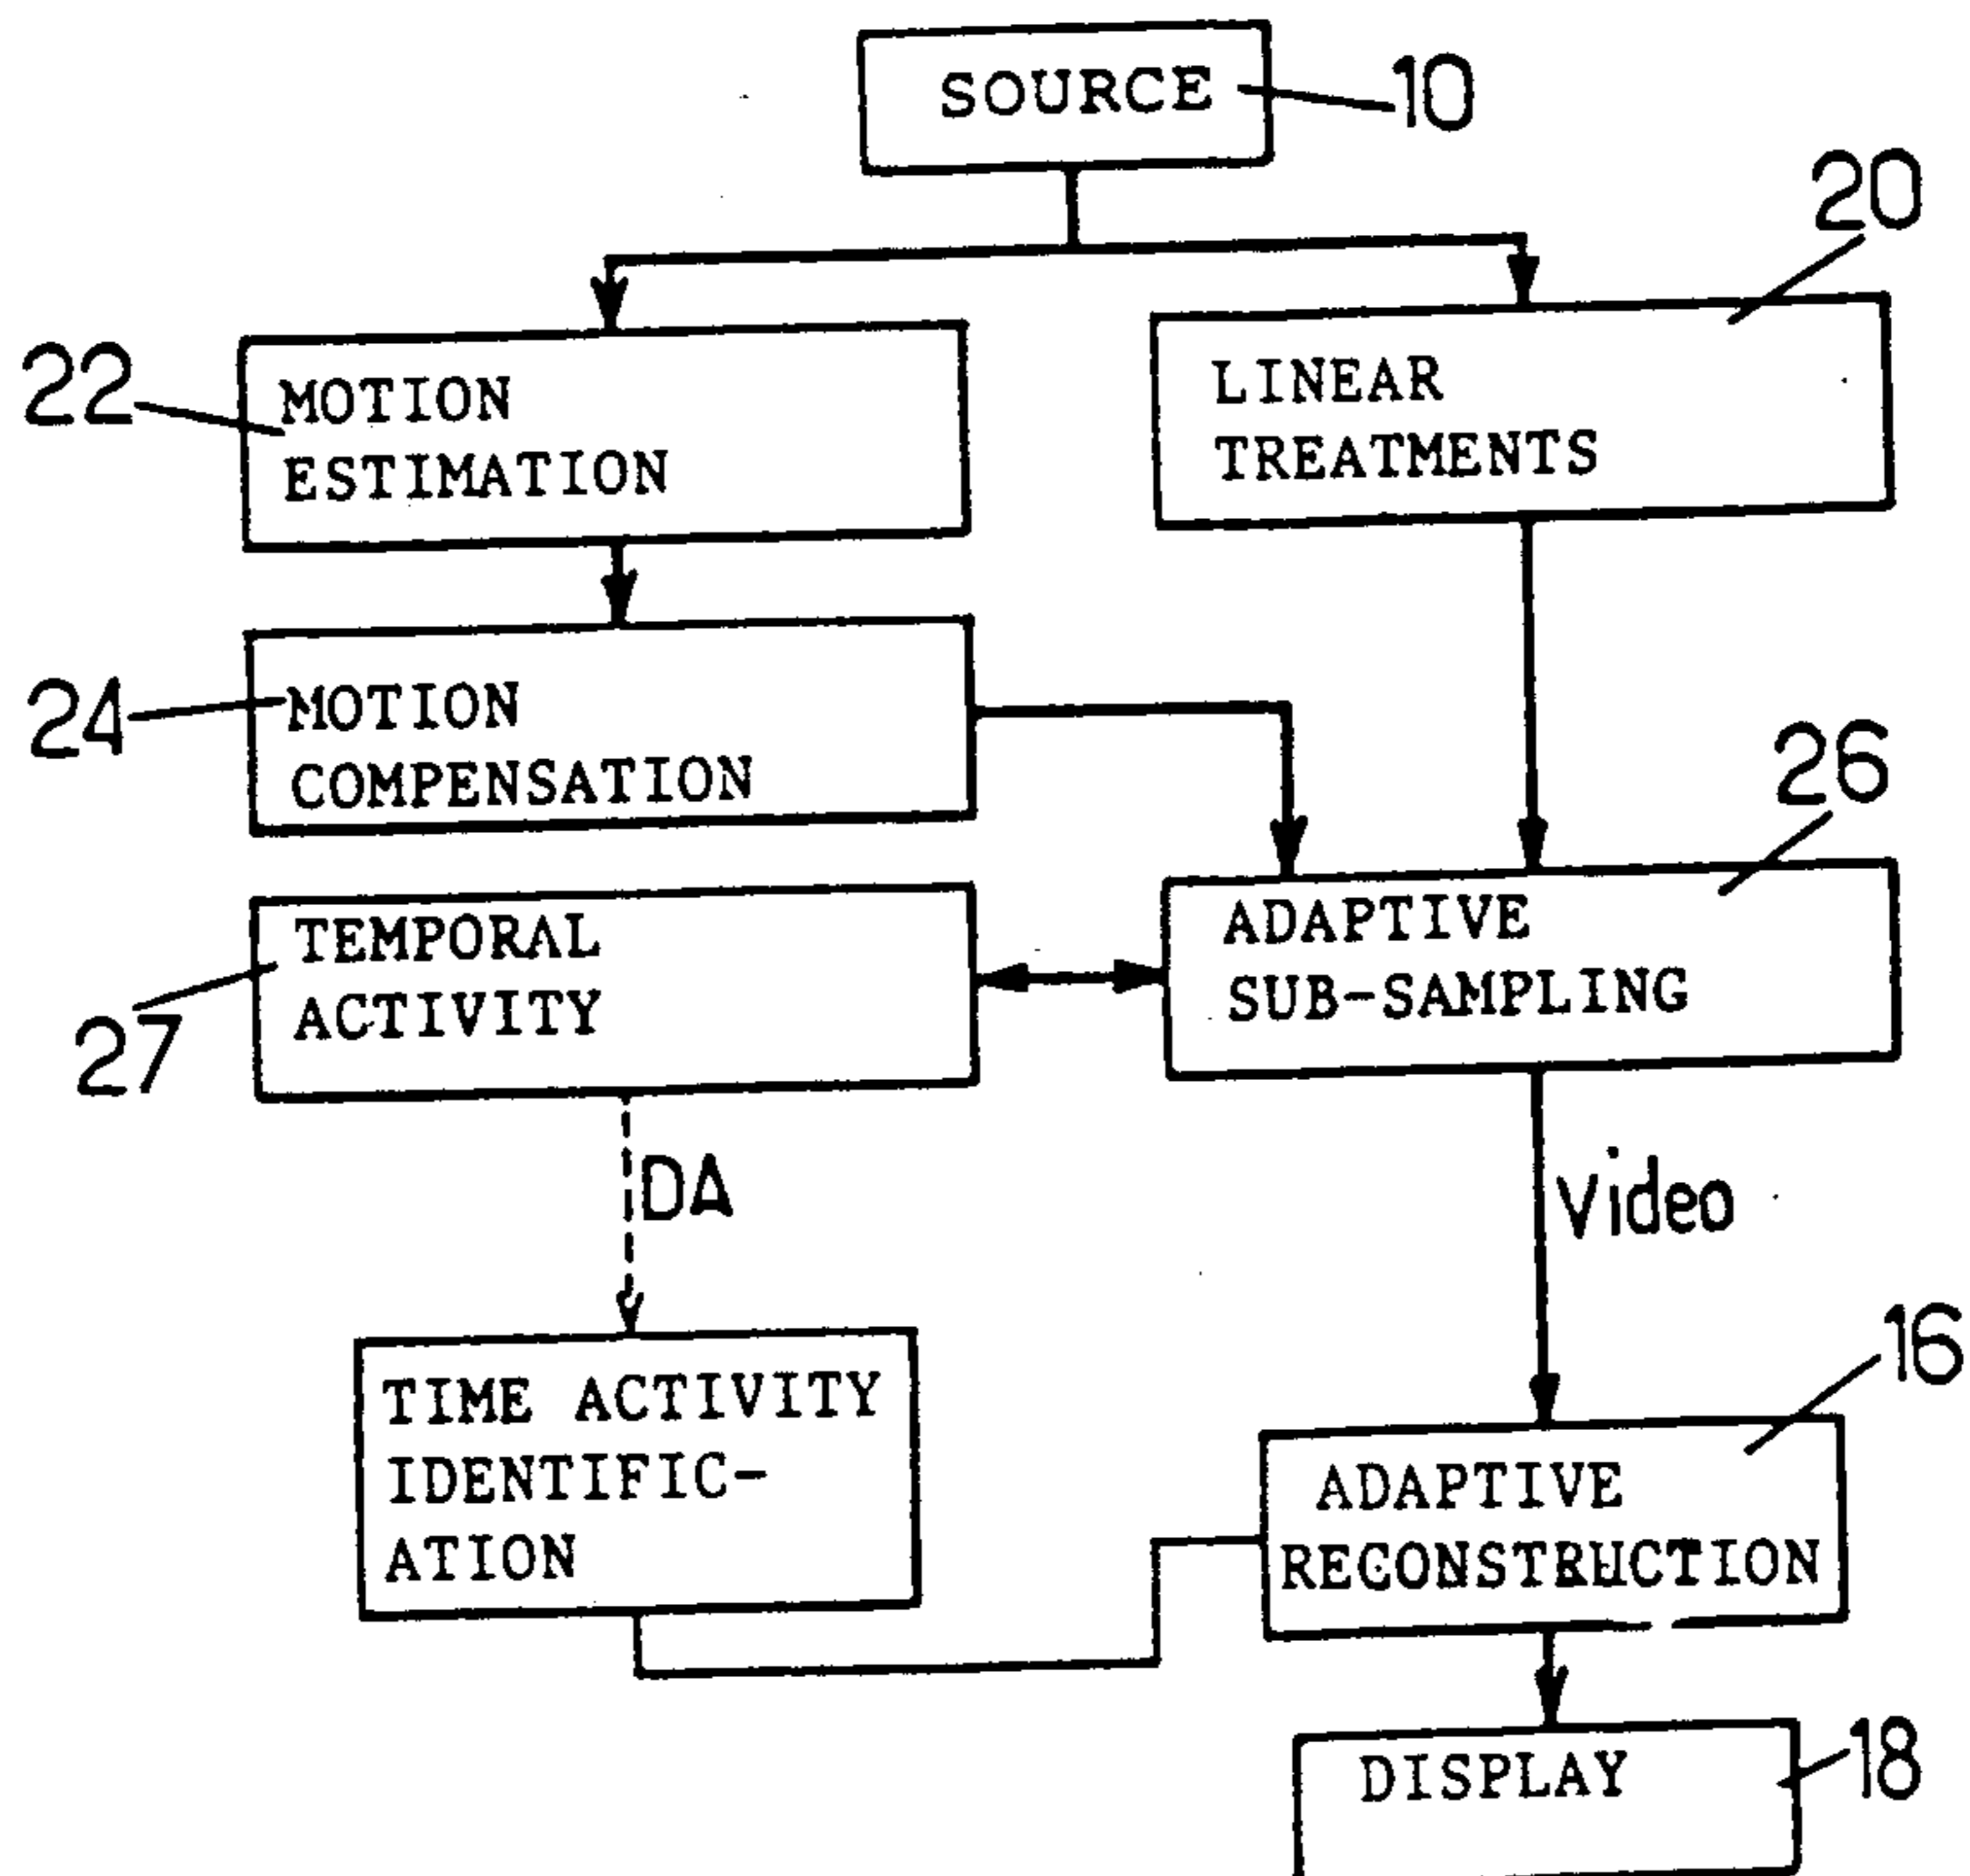 SOURCE
10
20
22
MOTION
ESTIMATION
LINEAR
TREATMENTS
24
MOTION
COMPENSATION
26
TEMPORAL
ACTIVITY
27
ADAPTIVE
SUB-SAMPLING
DA
Video
TIME ACTIVITY
IDENTIFIC-
ATION
16
ADAPTIVE
RECONSTRUCTION
DISPLAY
18